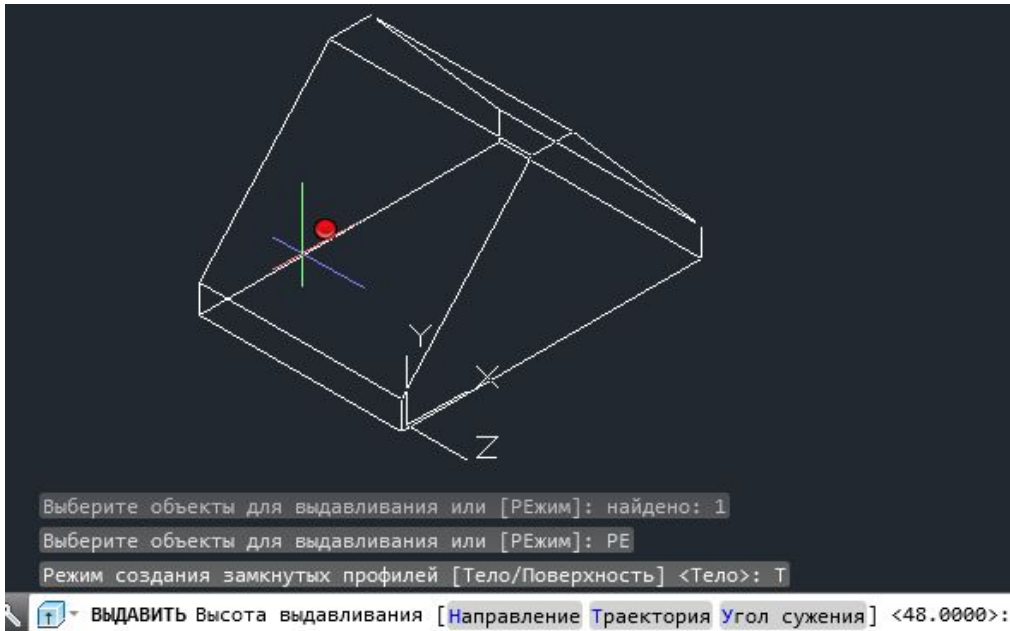 Y
X
Z
Выберите объекты для выдавливания или [РЕжим]: найдено: 1
Выберите объекты для выдавливания или [РЕжим]: РЕ
Режим создания замкнутых профилей [Тело/Поверхность] <Тело>: Т
ВЫДАВИТЬ Высота выдавливания [Направление Траектория Угол сужения] <48.0000>: